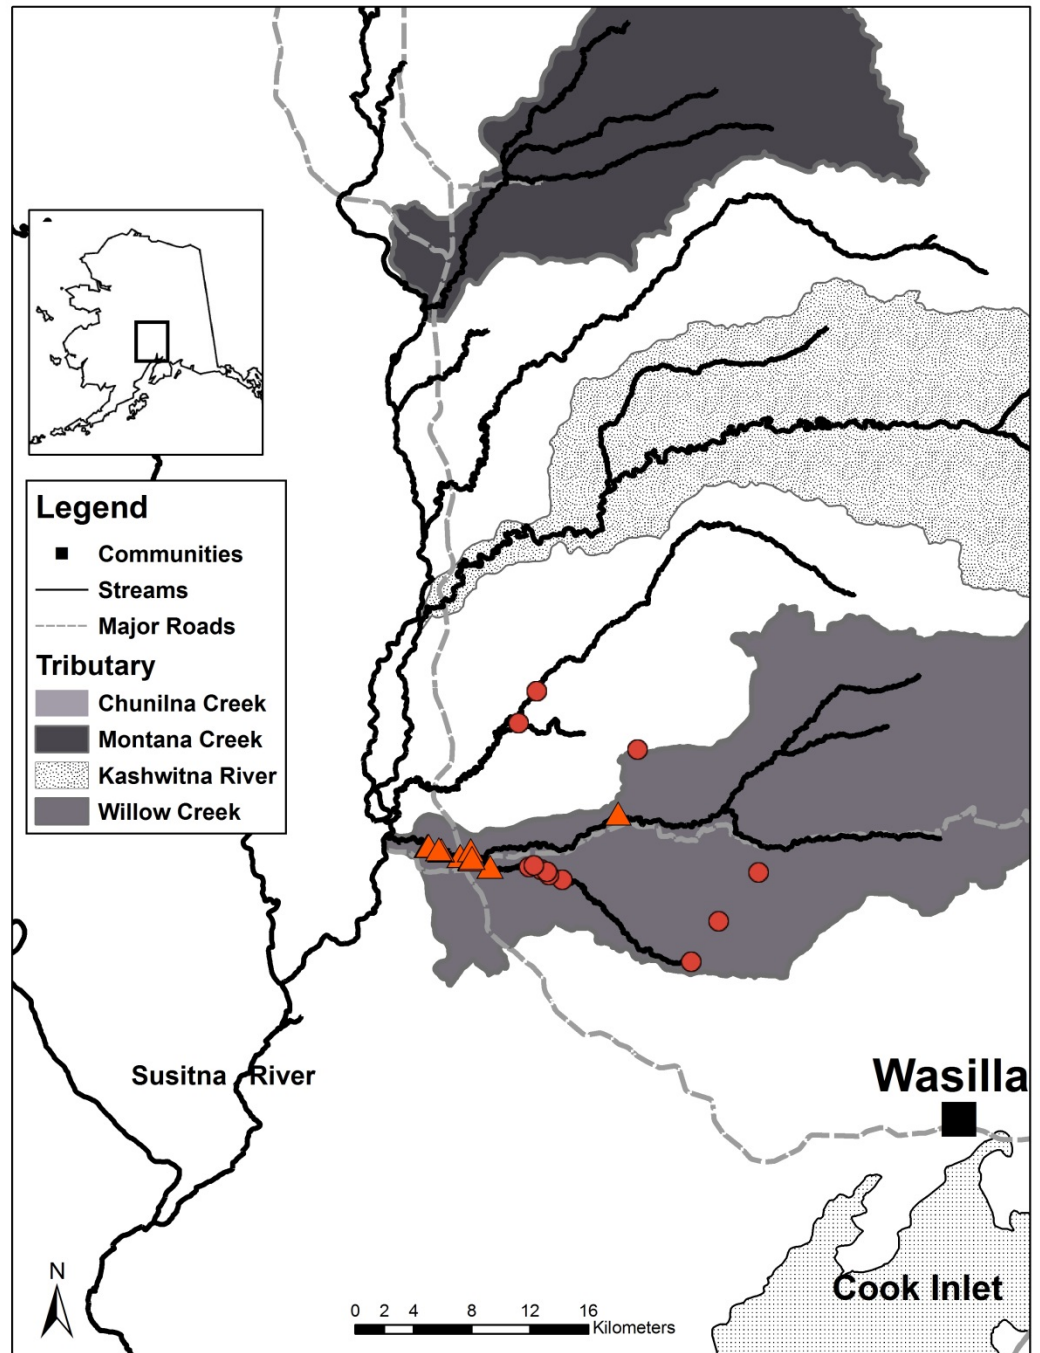 Legend
Communities
Streams
Major Roads
Tributary
Chunilna Creek
Montana Creek
Kashwitna River
Willow Creek
Susitna River
Wasilla
Cook Inlet
N
0 2 4 8 12 16
Kilometers